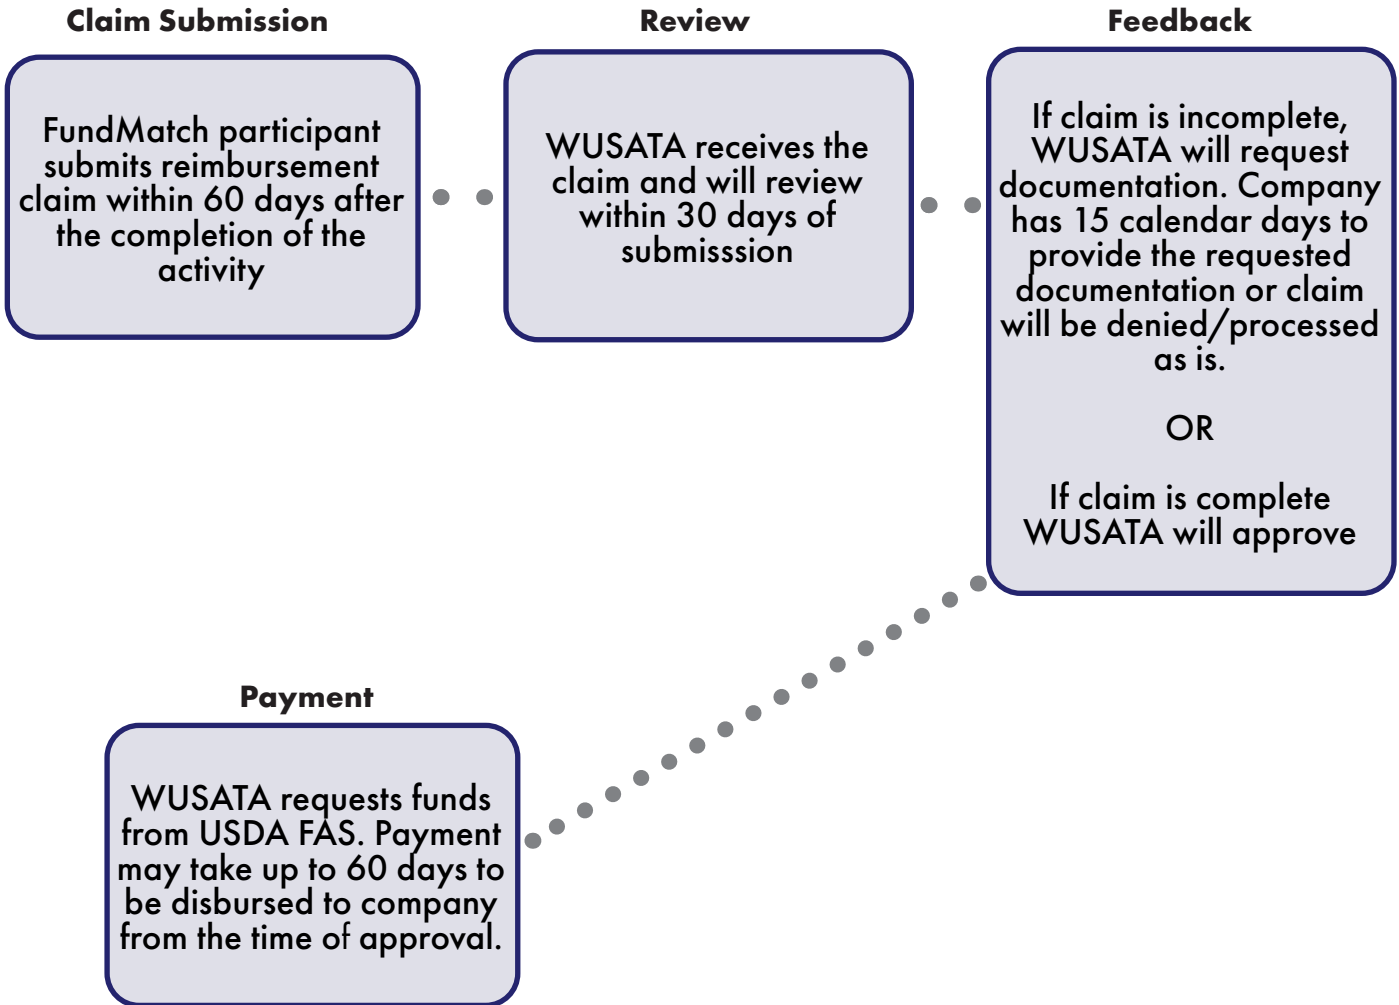 Claim Submission
FundMatch participant
submits reimbursement
claim within 60 days after
the completion of the
activity
Review
WUSATA receives the
claim and will review
within 30 days of
submisssion
Feedback
If claim is incomplete,
WUSATA will request
documentation. Company
has 15 calendar days to
provide the requested
documentation or claim
will be denied/processed
as is.
OR
If claim is complete
WUSATA will approve
Payment
WUSATA requests funds
from USDA FAS. Payment
may take up to 60 days to
be disbursed to company
from the time of approval.